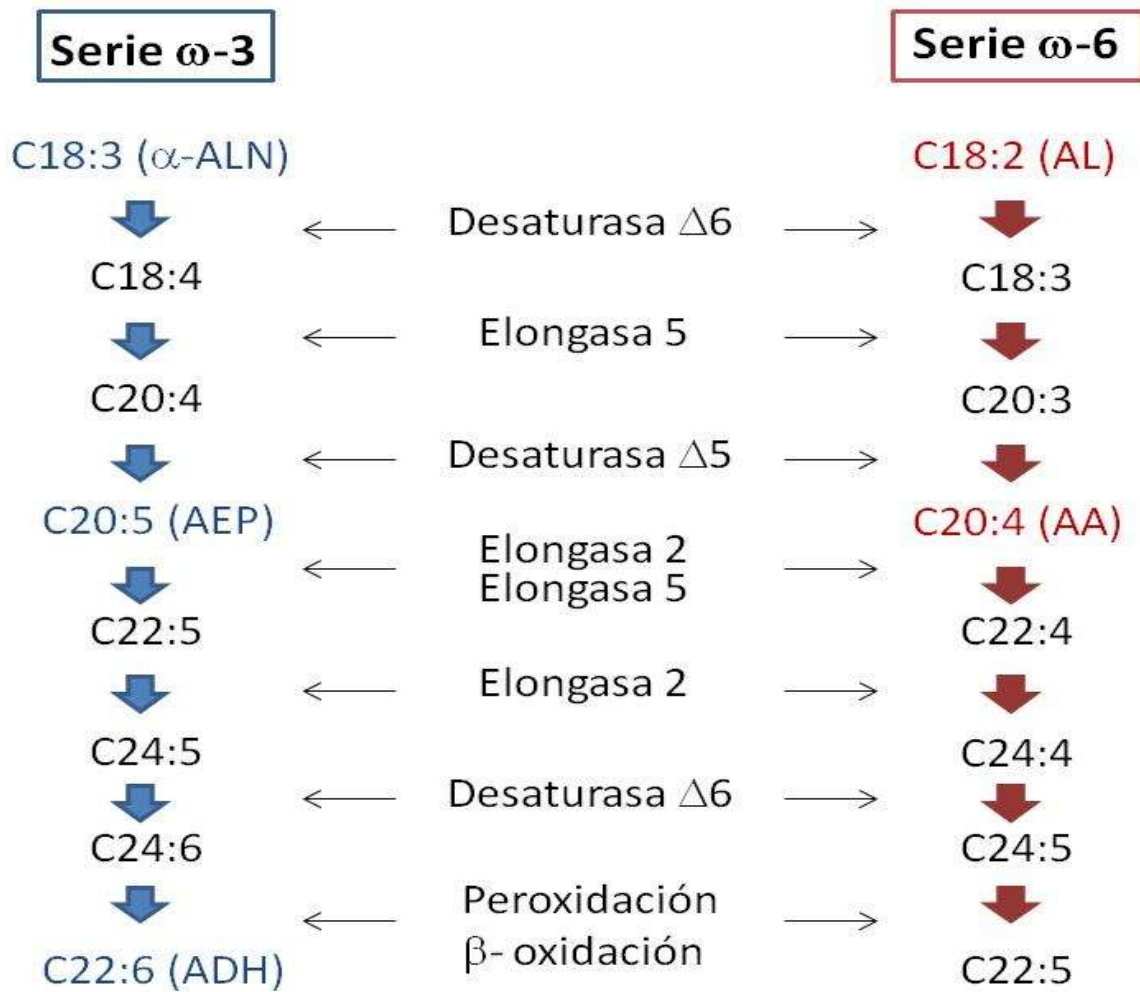 Serie ω-3
Serie ω-6
C18:3 (α-ALN)
C18:2 (AL)
Desaturasa Δ6
C18:4
C18:3
Elongasa 5
C20:4
C20:3
Desaturasa Δ5
C20:5 (AEP)
C20:4 (AA)
Elongasa 2
Elongasa 5
C22:5
C22:4
Elongasa 2
C24:5
C24:4
Desaturasa Δ6
C24:6
C24:5
Peroxidación
β- oxidación
C22:6 (ADH)
C22:5